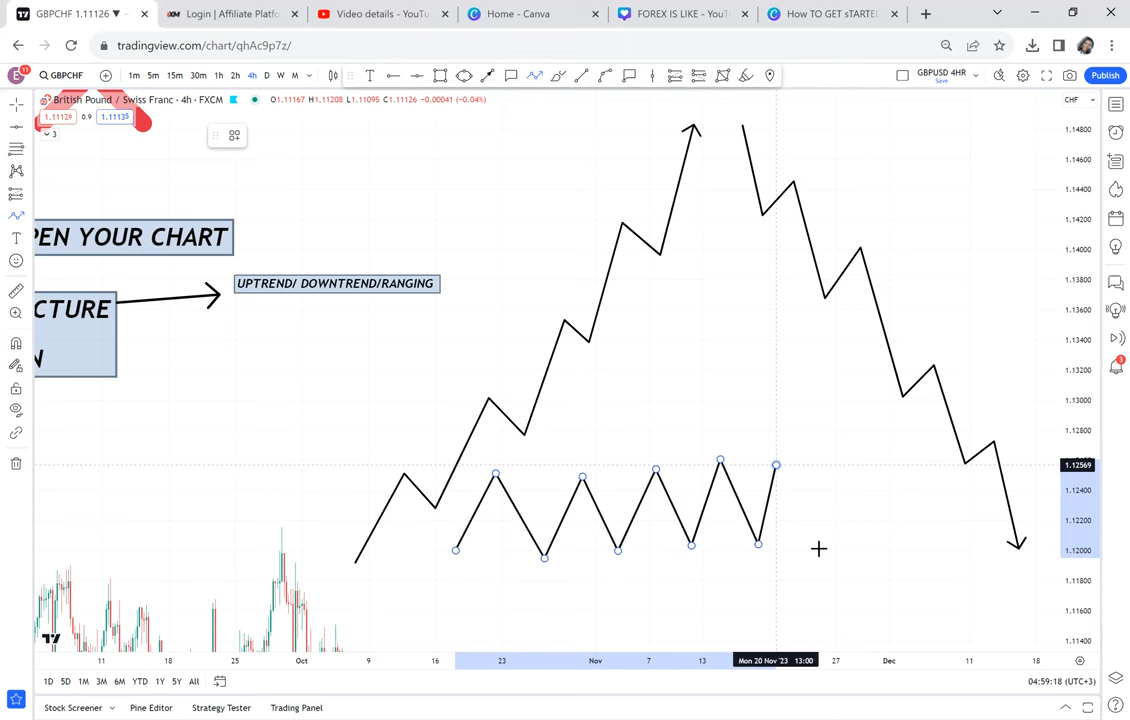 GBPCHF 1.11126 ▼
Login | Affiliate Platfo
Video details - YouTu
Home - Canva
FOREX IS LIKE - YouT
How TO GET sTARTED
tradingview.com/chart/qhAc9p7z/
E 11 GBPCHF 1m 5m 15m 30m 1h 2h 4h D W M
GBPUSD 4HR
Save
Publish
British Pound / Swiss Franc · 4h · FXCM O1.11167 H1.11208 L1.11095 C1.11126 −0.00041 (−0.04%)
CHF
1.11126 0.9 1.11135
3
PEN YOUR CHART
UPTREND/ DOWNTREND/RANGING
CTURE
N
1.14800
1.14600
1.14400
1.14200
1.14000
1.13800
1.13600
1.13400
1.13200
1.13000
1.12800
1.12569
1.12400
1.12200
1.12000
1.11800
1.11600
1.11400
3
11 18 25 Oct 9 16 23 Nov 7 13 Mon 20 Nov '23 13:00 27 Dec 11 18
1D 5D 1M 3M 6M YTD 1Y 5Y All
04:59:18 (UTC+3)
Stock Screener Pine Editor Strategy Tester Trading Panel